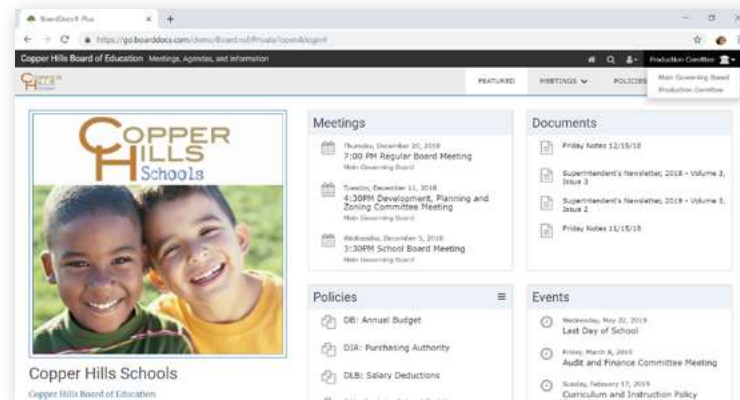 BoardDocs® Plus
https://go.boarddocs.com/demo/Board.nsf/Private?open&login#
Copper Hills Board of Education Meetings, Agendas, and Information
Production Comittee
Main Governing Board
Production Comittee
COPPER
HILLS
FEATURED
MEETINGS
POLICIES
COPPER
HILLS
Schools
Copper Hills Schools
Copper Hills Board of Education
Meetings
Thursday, December 20, 2018
7:00 PM Regular Board Meeting
Main Governing Board
Tuesday, December 11, 2018
4:30PM Development, Planning and
Zoning Committee Meeting
Main Governing Board
Wednesday, December 5, 2018
3:30PM School Board Meeting
Main Governing Board
Documents
Friday Notes 12/15/18
Superintendent's Newsletter, 2018 - Volume 3,
Issue 3
Superintendent's Newsletter, 2019 - Volume 3,
Issue 2
Friday Notes 11/15/18
Policies
DB: Annual Budget
DJA: Purchasing Authority
DLB: Salary Deductions
Events
Wednesday, May 22, 2019
Last Day of School
Friday, March 8, 2019
Audit and Finance Committee Meeting
Sunday, February 17, 2019
Curriculum and Instruction Policy